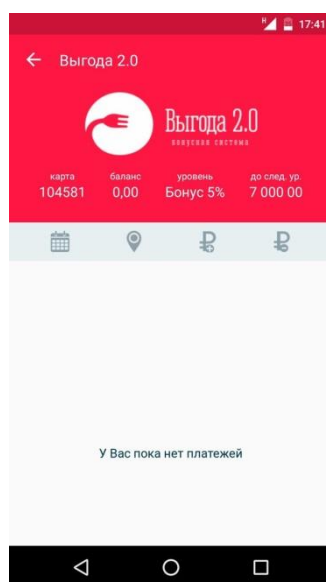 H 17:41
Выгода 2.0
Выгода 2.0
бонусная система
карта баланс уровень до след. ур.
104581 0,00 Бонус 5% 7 000 00
У Вас пока нет платежей